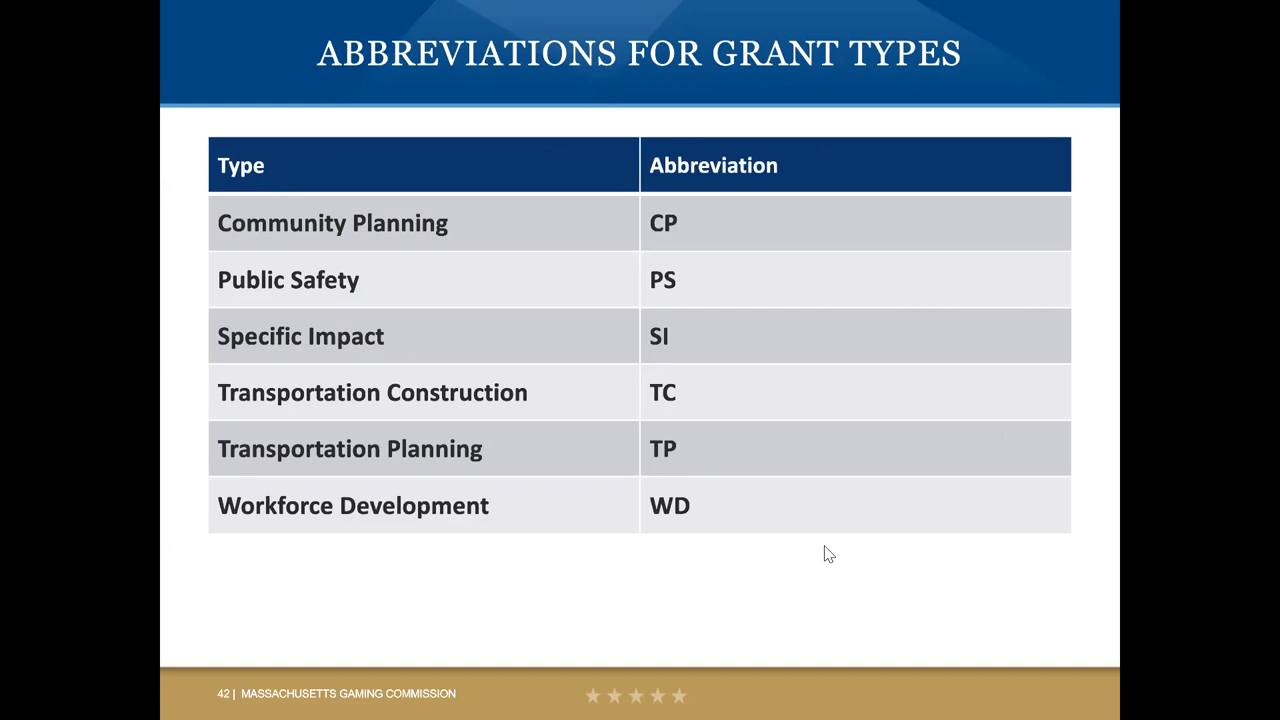 ABBREVIATIONS FOR GRANT TYPES
Type Abbreviation
Community Planning CP
Public Safety PS
Specific Impact SI
Transportation Construction TC
Transportation Planning TP
Workforce Development WD
42 | MASSACHUSETTS GAMING COMMISSION